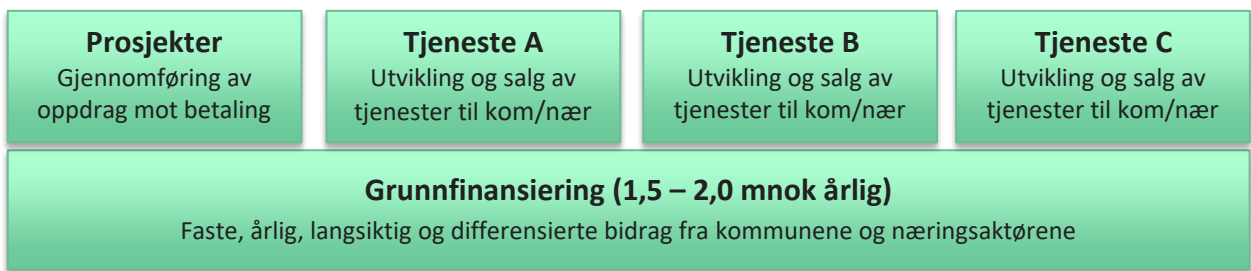 Prosjekter
Gjennomføring av
oppdrag mot betaling
Tjeneste A
Utvikling og salg av
tjenester til kom/nær
Tjeneste B
Utvikling og salg av
tjenester til kom/nær
Tjeneste C
Utvikling og salg av
tjenester til kom/nær
Grunnfinansiering (1,5 – 2,0 mnok årlig)
Faste, årlig, langsiktig og differensierte bidrag fra kommunene og næringsaktørene